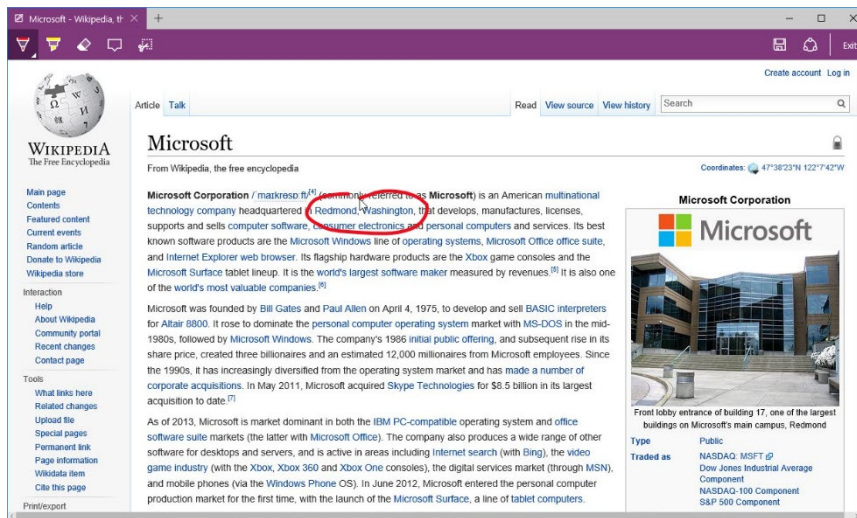 Microsoft - Wikipedia, th
Exit
Create account Log in
Article Talk
Read View source View history Search
WIKIPEDIA
The Free Encyclopedia
Main page
Contents
Featured content
Current events
Random article
Donate to Wikipedia
Wikipedia store
Interaction
Help
About Wikipedia
Community portal
Recent changes
Contact page
Tools
What links here
Related changes
Upload file
Special pages
Permanent link
Page information
Wikidata item
Cite this page
Print/export
Microsoft
From Wikipedia, the free encyclopedia
Coordinates: 47°38'23"N 122°7'42"W
Microsoft Corporation [4] (commonly referred to as Microsoft) is an American multinational
technology company headquartered in Redmond, Washington, that develops, manufactures, licenses,
supports and sells computer software, consumer electronics and personal computers and services. Its best
known software products are the Microsoft Windows line of operating systems, Microsoft Office office suite,
and Internet Explorer web browser. Its flagship hardware products are the Xbox game consoles and the
Microsoft Surface tablet lineup. It is the world's largest software maker measured by revenues.[5] It is also one
of the world's most valuable companies.[6]
Microsoft was founded by Bill Gates and Paul Allen on April 4, 1975, to develop and sell BASIC interpreters
for Altair 8800. It rose to dominate the personal computer operating system market with MS-DOS in the mid-
1980s, followed by Microsoft Windows. The company's 1986 initial public offering, and subsequent rise in its
share price, created three billionaires and an estimated 12,000 millionaires from Microsoft employees. Since
the 1990s, it has increasingly diversified from the operating system market and has made a number of
corporate acquisitions. In May 2011, Microsoft acquired Skype Technologies for $8.5 billion in its largest
acquisition to date.[7]
As of 2013, Microsoft is market dominant in both the IBM PC-compatible operating system and office
software suite markets (the latter with Microsoft Office). The company also produces a wide range of other
software for desktops and servers, and is active in areas including Internet search (with Bing), the video
game industry (with the Xbox, Xbox 360 and Xbox One consoles), the digital services market (through MSN),
and mobile phones (via the Windows Phone OS). In June 2012, Microsoft entered the personal computer
production market for the first time, with the launch of the Microsoft Surface, a line of tablet computers.
Microsoft Corporation
Microsoft
Front lobby entrance of building 17, one of the largest
buildings on Microsoft's main campus, Redmond
Type Public
Traded as NASDAQ: MSFT
Dow Jones Industrial Average
Component
NASDAQ-100 Component
S&P 500 Component